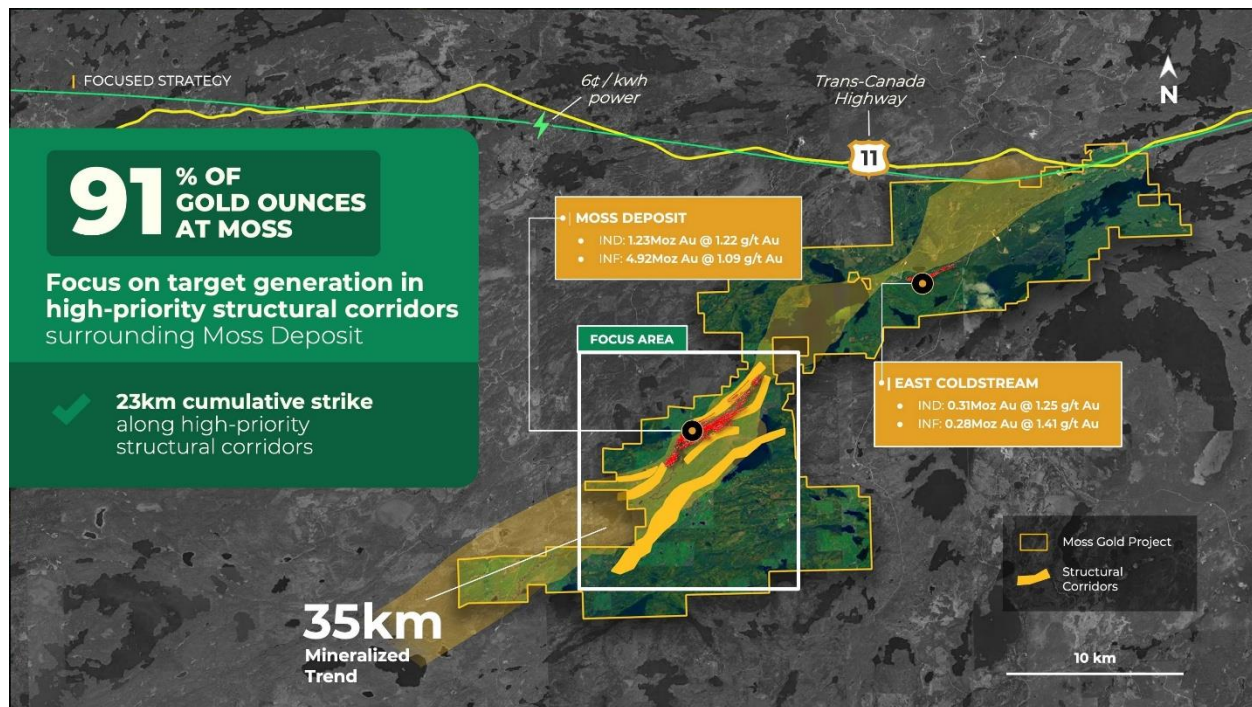 | FOCUSED STRATEGY
6¢ / kwh
power
Trans-Canada
Highway
11
N
91
% OF
GOLD OUNCES
AT MOSS
Focus on target generation in
high-priority structural corridors
surrounding Moss Deposit
23km cumulative strike
along high-priority
structural corridors
| MOSS DEPOSIT
• IND: 1.23Moz Au @ 1.22 g/t Au
• INF: 4.92Moz Au @ 1.09 g/t Au
FOCUS AREA
| EAST COLDSTREAM
• IND: 0.31Moz Au @ 1.25 g/t Au
• INF: 0.28Moz Au @ 1.41 g/t Au
35km
Mineralized
Trend
Moss Gold Project
Structural
Corridors
10 km